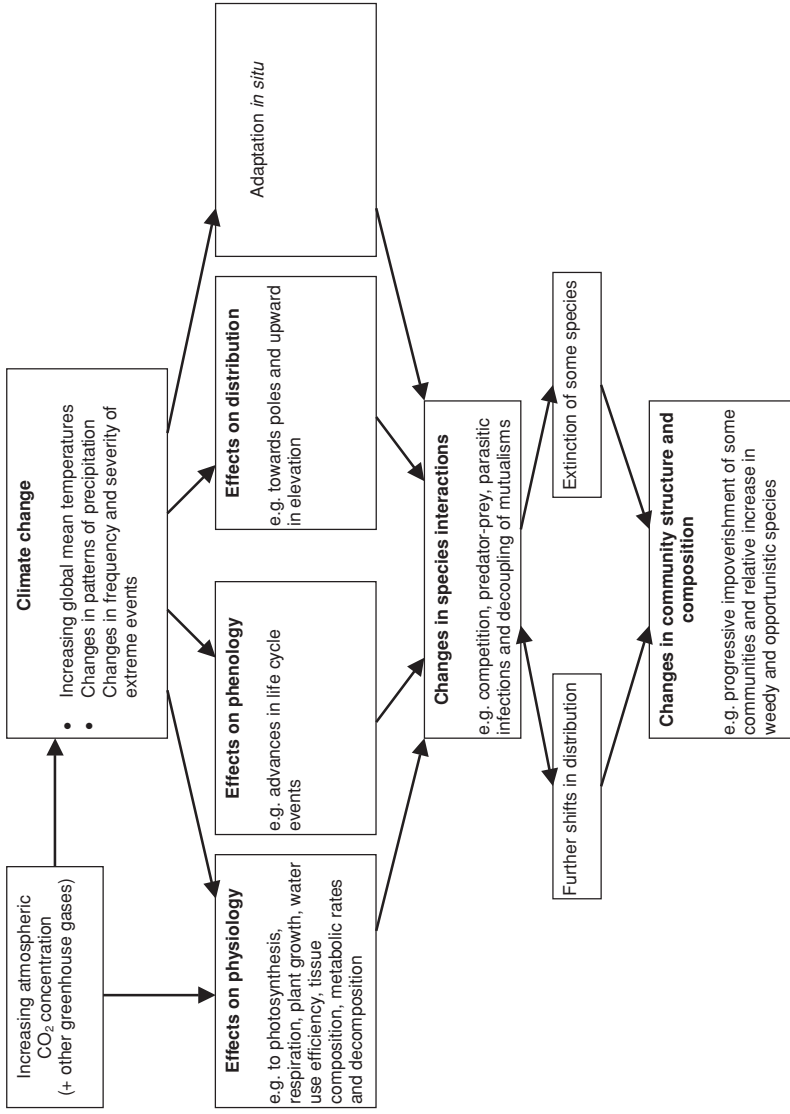 Increasing atmospheric
CO₂ concentration
(+ other greenhouse gases)
Climate change
• Increasing global mean temperatures
• Changes in patterns of precipitation
Changes in frequency and severity of
extreme events
Effects on physiology
e.g. to photosynthesis,
respiration, plant growth, water
use efficiency, tissue
composition, metabolic rates
and decomposition
Effects on phenology
e.g. advances in life cycle
events
Effects on distribution
e.g. towards poles and upward
in elevation
Adaptation in situ
Changes in species interactions
e.g. competition, predator-prey, parasitic
infections and decoupling of mutualisms
Further shifts in distribution
Extinction of some species
Changes in community structure and
composition
e.g. progressive impoverishment of some
communities and relative increase in
weedy and opportunistic species